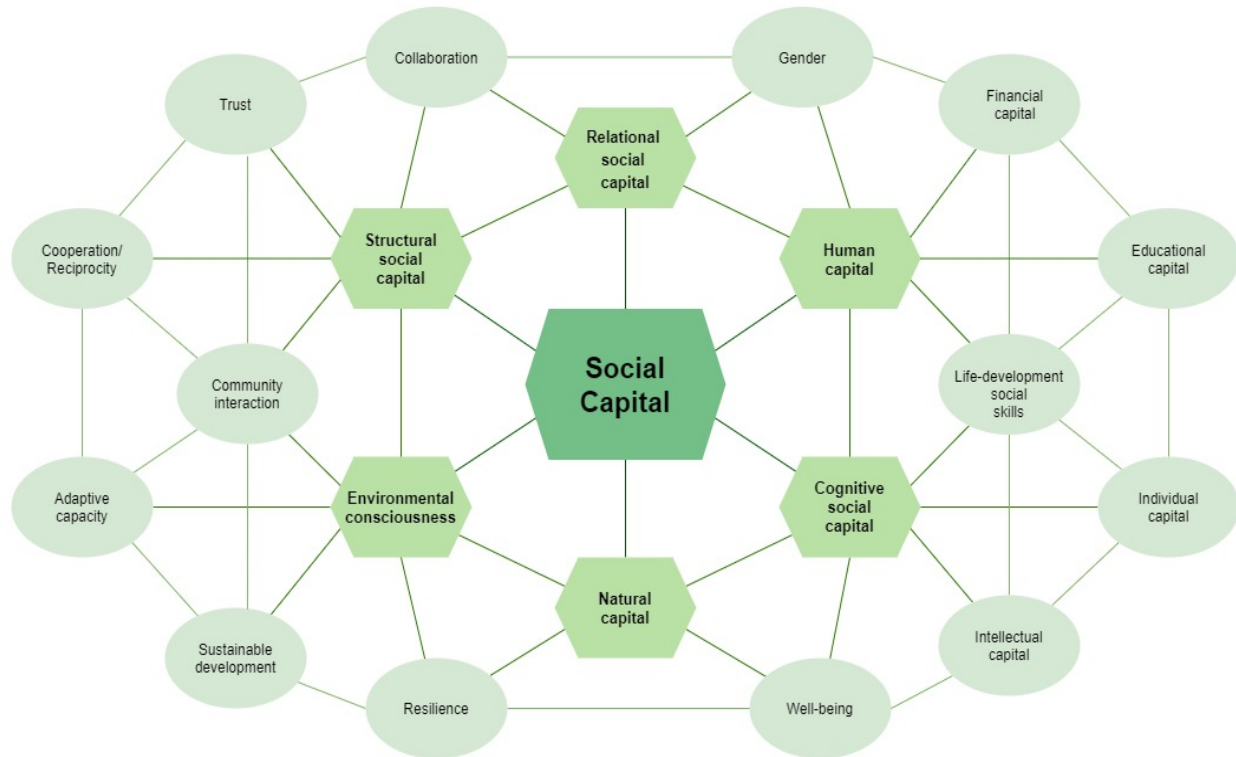 Collaboration
Gender
Trust
Financial
capital
Relational
social
capital
Cooperation/
Reciprocity
Structural
social
capital
Human
capital
Educational
capital
Social
Capital
Community
interaction
Life-development
social
skills
Adaptive
capacity
Environmental
consciousness
Cognitive
social
capital
Individual
capital
Natural
capital
Sustainable
development
Intellectual
capital
Resilience
Well-being